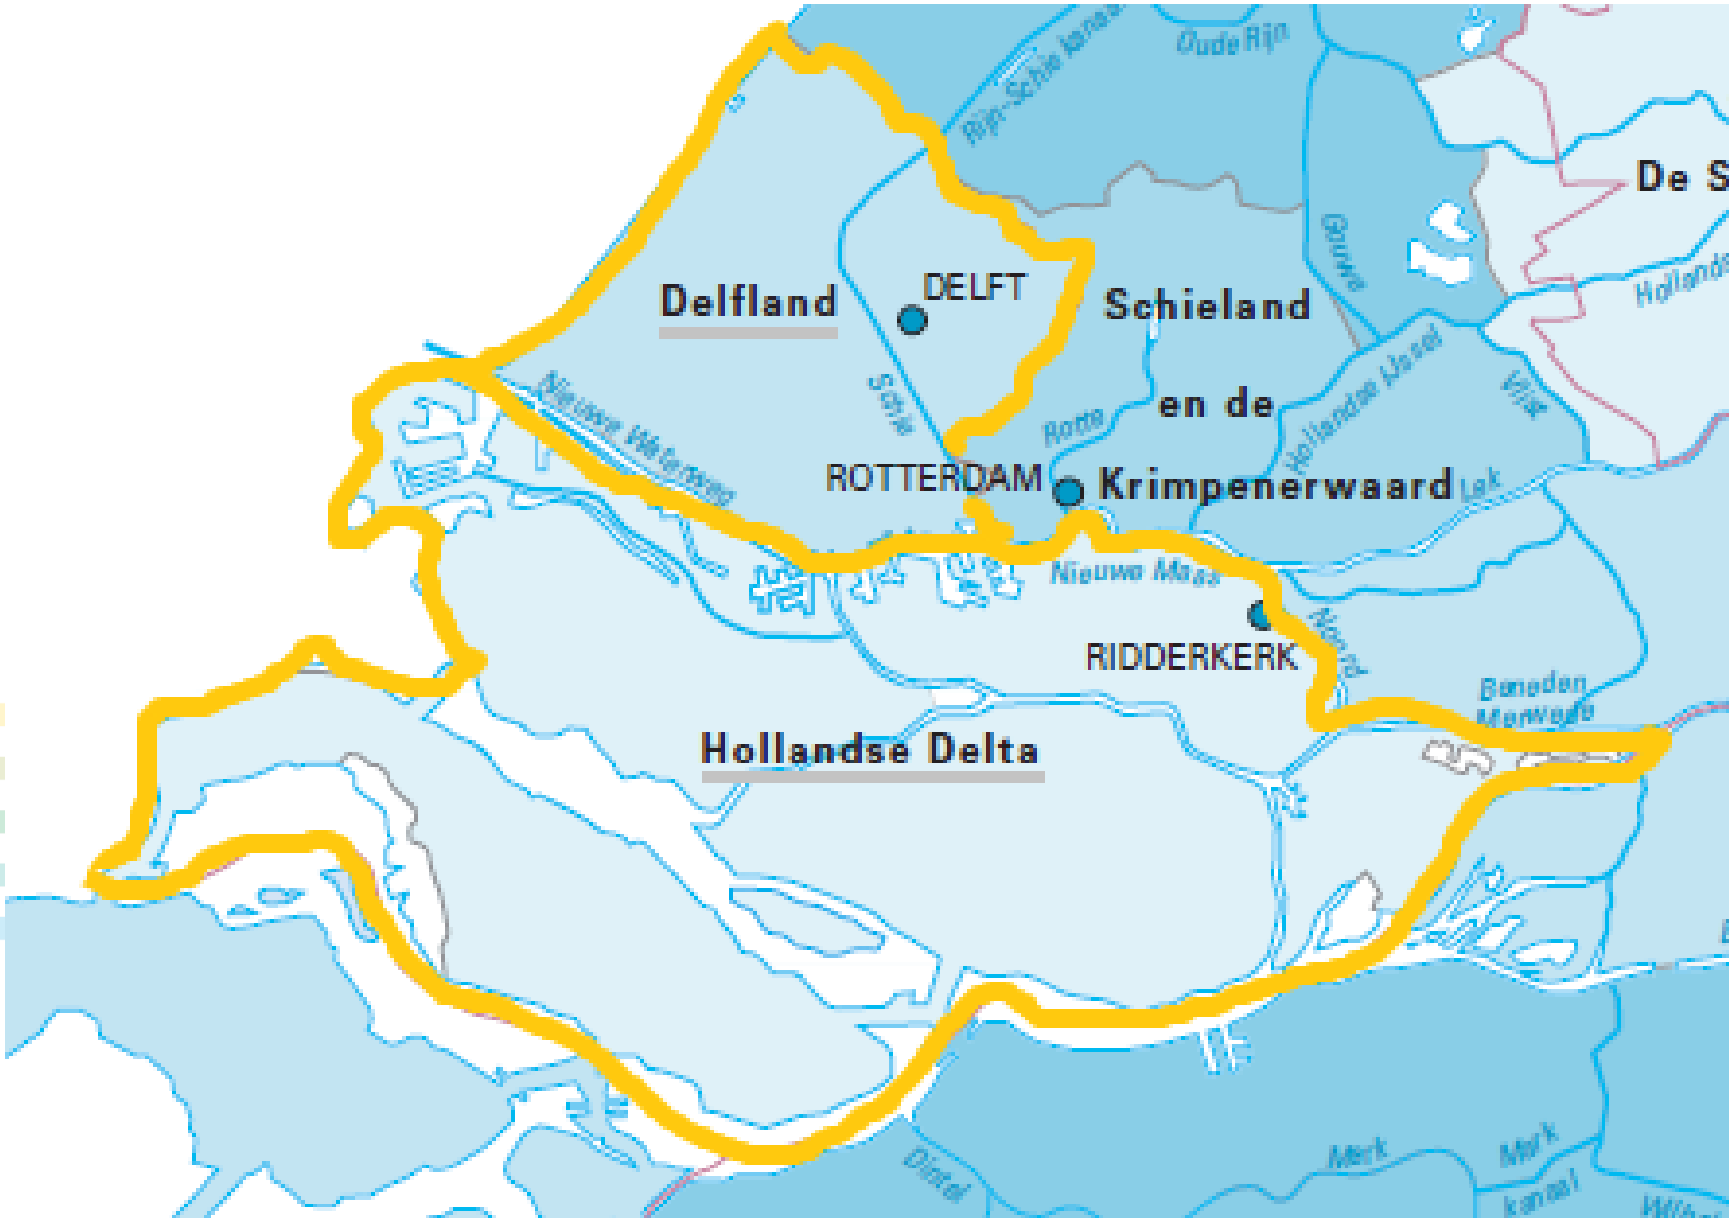 Rijn-Schie kanaal
Oude Rijn
De S
Gouwe
Hollands
Delfland
DELFT
Schieland
Schie
Nieuwe Waterweg
Rotte
en de
Hollandse IJssel
Vlist
ROTTERDAM
Krimpenerwaard
Lek
Nieuwe Maas
Noord
RIDDERKERK
Beneden
Merwede
Hollandse Delta
Dintel
Mark
Mark
kanaal